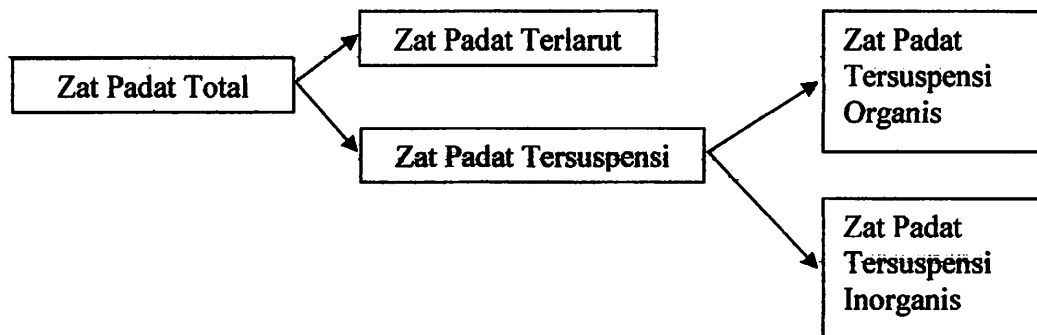 Zat Padat Total
Zat Padat Terlarut
Zat Padat Tersuspensi
Zat Padat
Tersuspensi
Organis
Zat Padat
Tersuspensi
Inorganis